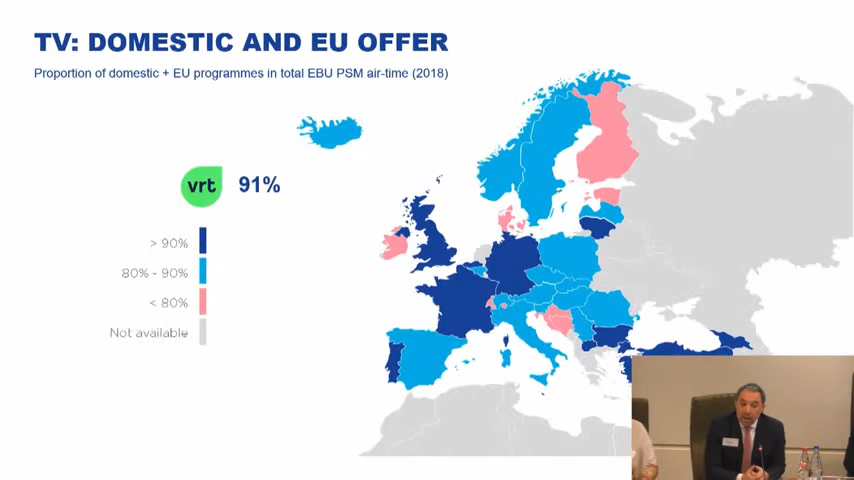 TV: DOMESTIC AND EU OFFER
Proportion of domestic + EU programmes in total EBU PSM air-time (2018)
vrt 91%
> 90%
80% - 90%
< 80%
Not available